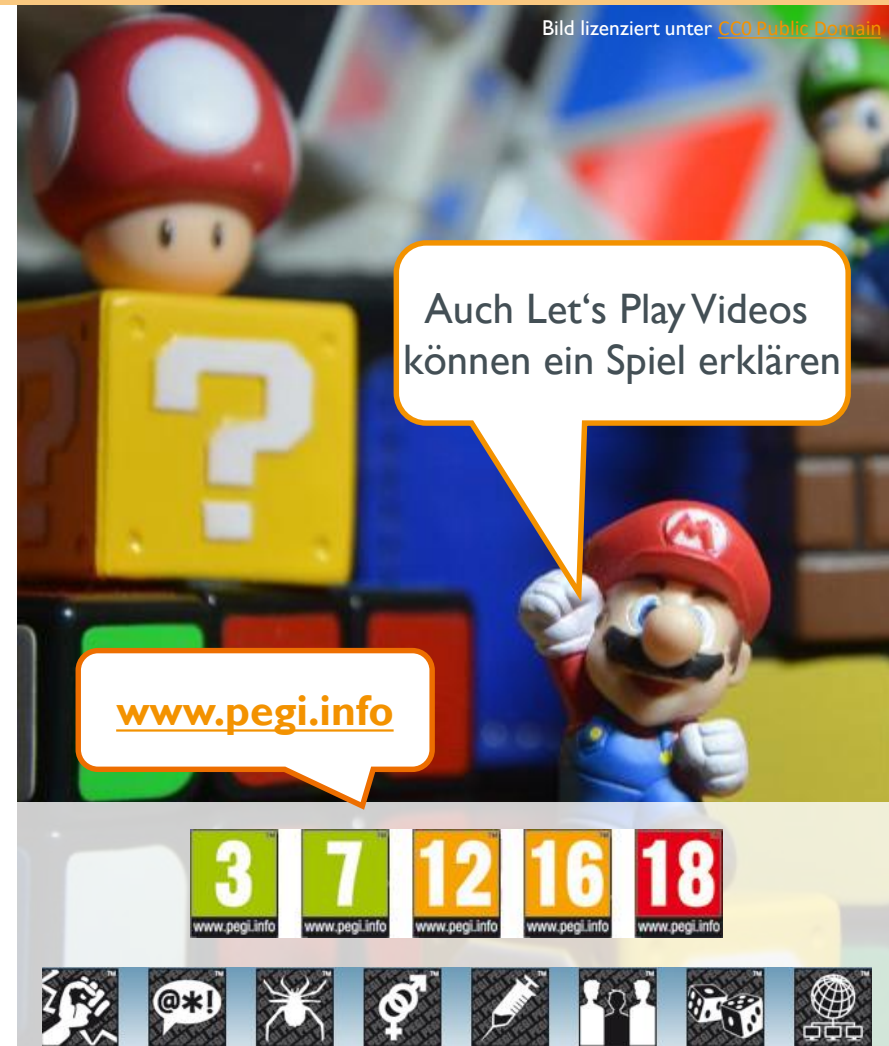 Bild lizenziert unter CC0 Public Domain
Auch Let‘s Play Videos
können ein Spiel erklären
?
?
M
www.pegi.info
3 7 12 16 18
www.pegi.info www.pegi.info www.pegi.info www.pegi.info www.pegi.info
@*!